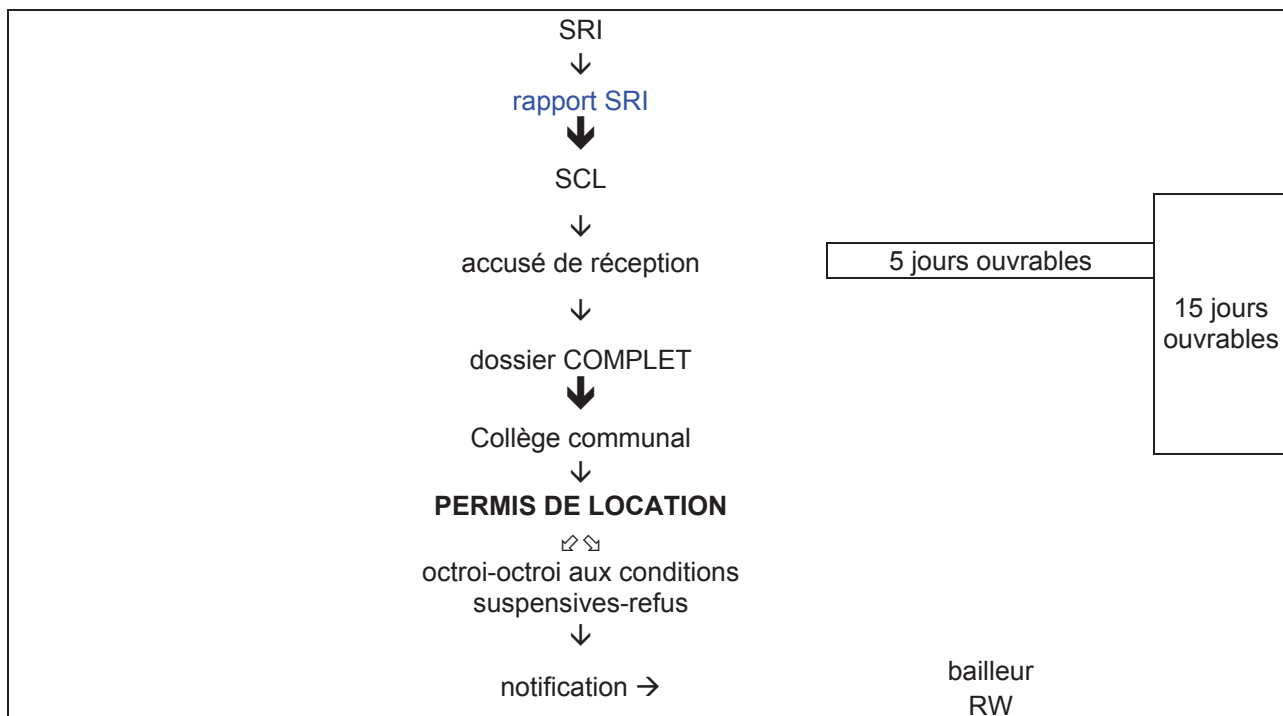 SRI
↓
rapport SRI
↓
SCL
↓
accusé de réception
5 jours ouvrables
15 jours
ouvrables
↓
dossier COMPLET
↓
Collège communal
↓
PERMIS DE LOCATION
octroi-octroi aux conditions
suspensives-refus
↓
notification →
bailleur
RW